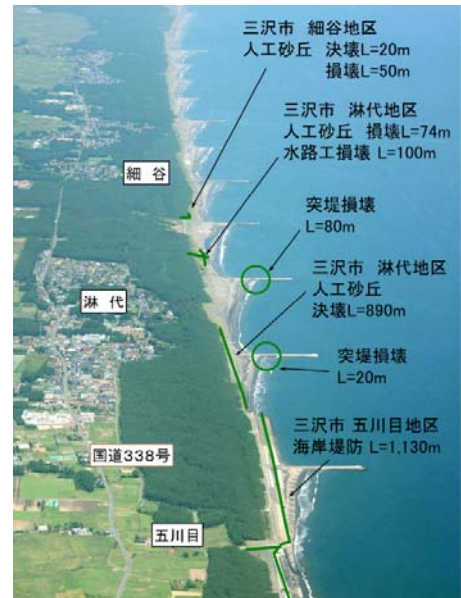 三沢市 細谷地区
人工砂丘 決壊L=20m
損壊L=50m
三沢市 淋代地区
人工砂丘 損壊L=74m
水路工損壊 L=100m
細 谷
突堤損壊
L=80m
三沢市 淋代地区
人工砂丘
決壊L=890m
淋 代
突堤損壊
L=20m
三沢市 五川目地区
海岸堤防 L=1,130m
国道338号
五川目